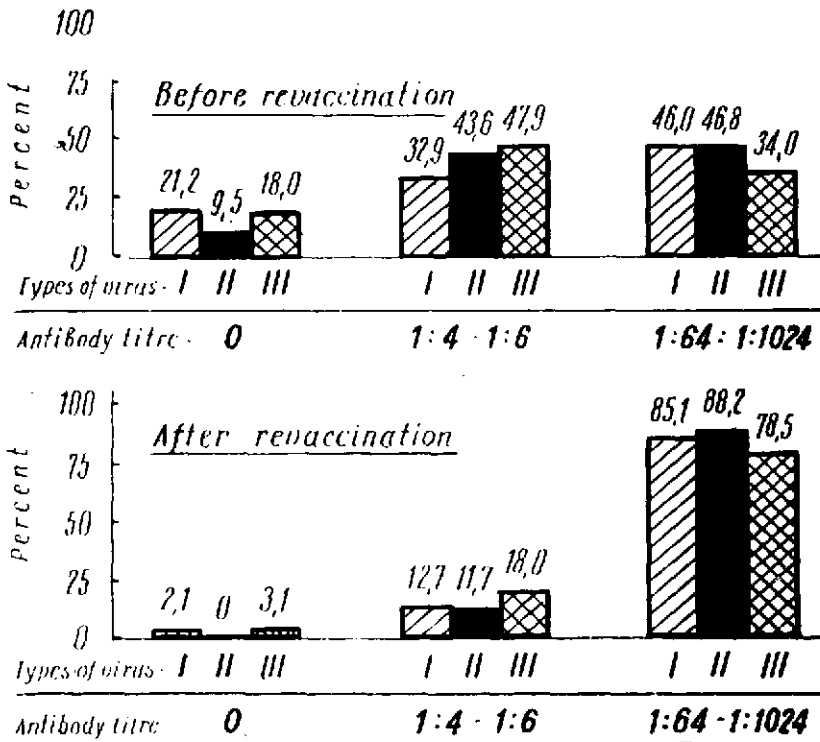 100
75
Before revaccination
Percent
50
25
0
21,2 9,5 18,0
32,9 43,6 47,9
46,0 46,8 34,0
Types of virus - I II III I II III I II III
Antibody titre - 0 1:4 - 1:6 1:64 : 1:1024
100
After revaccination
Percent
75
50
25
0
2,1 0 3,1
12,7 11,7 18,0
85,1 88,2 78,5
Types of virus - I II III I II III I II III
Antibody titre 0 1:4 - 1:6 1:64 - 1:1024